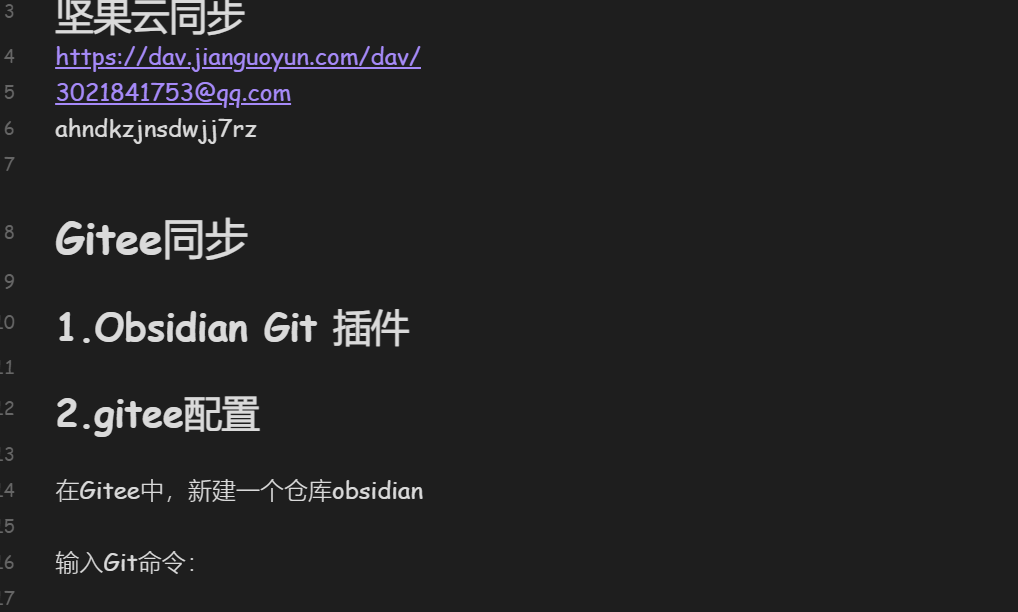 3 坚果云同步
4 https://dav.jianguoyun.com/dav/
5 3021841753@qq.com
6 ahndkzjnsdwjj7rz
7
8 Gitee同步
9
10 1.Obsidian Git 插件
11
12 2.gitee配置
13
14 在Gitee中，新建一个仓库obsidian
15
16 输入Git命令：
17